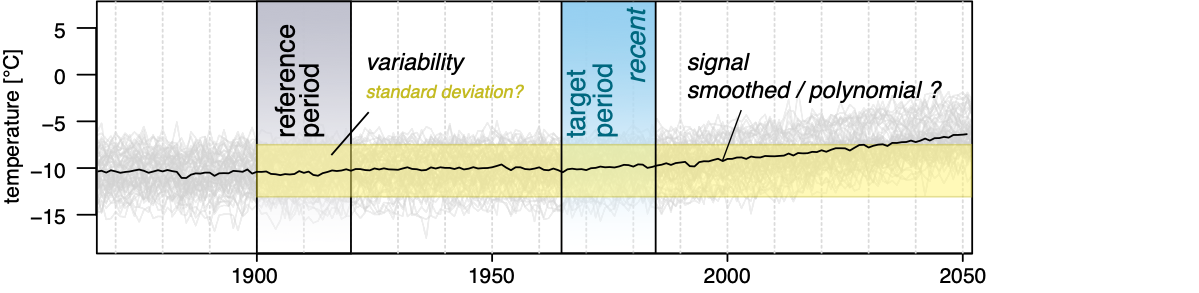 temperature [°C]
5
0
−5
−10
−15
reference
period
variability
standard deviation?
target
period
recent
signal
smoothed / polynomial ?
1900
1950
2000
2050